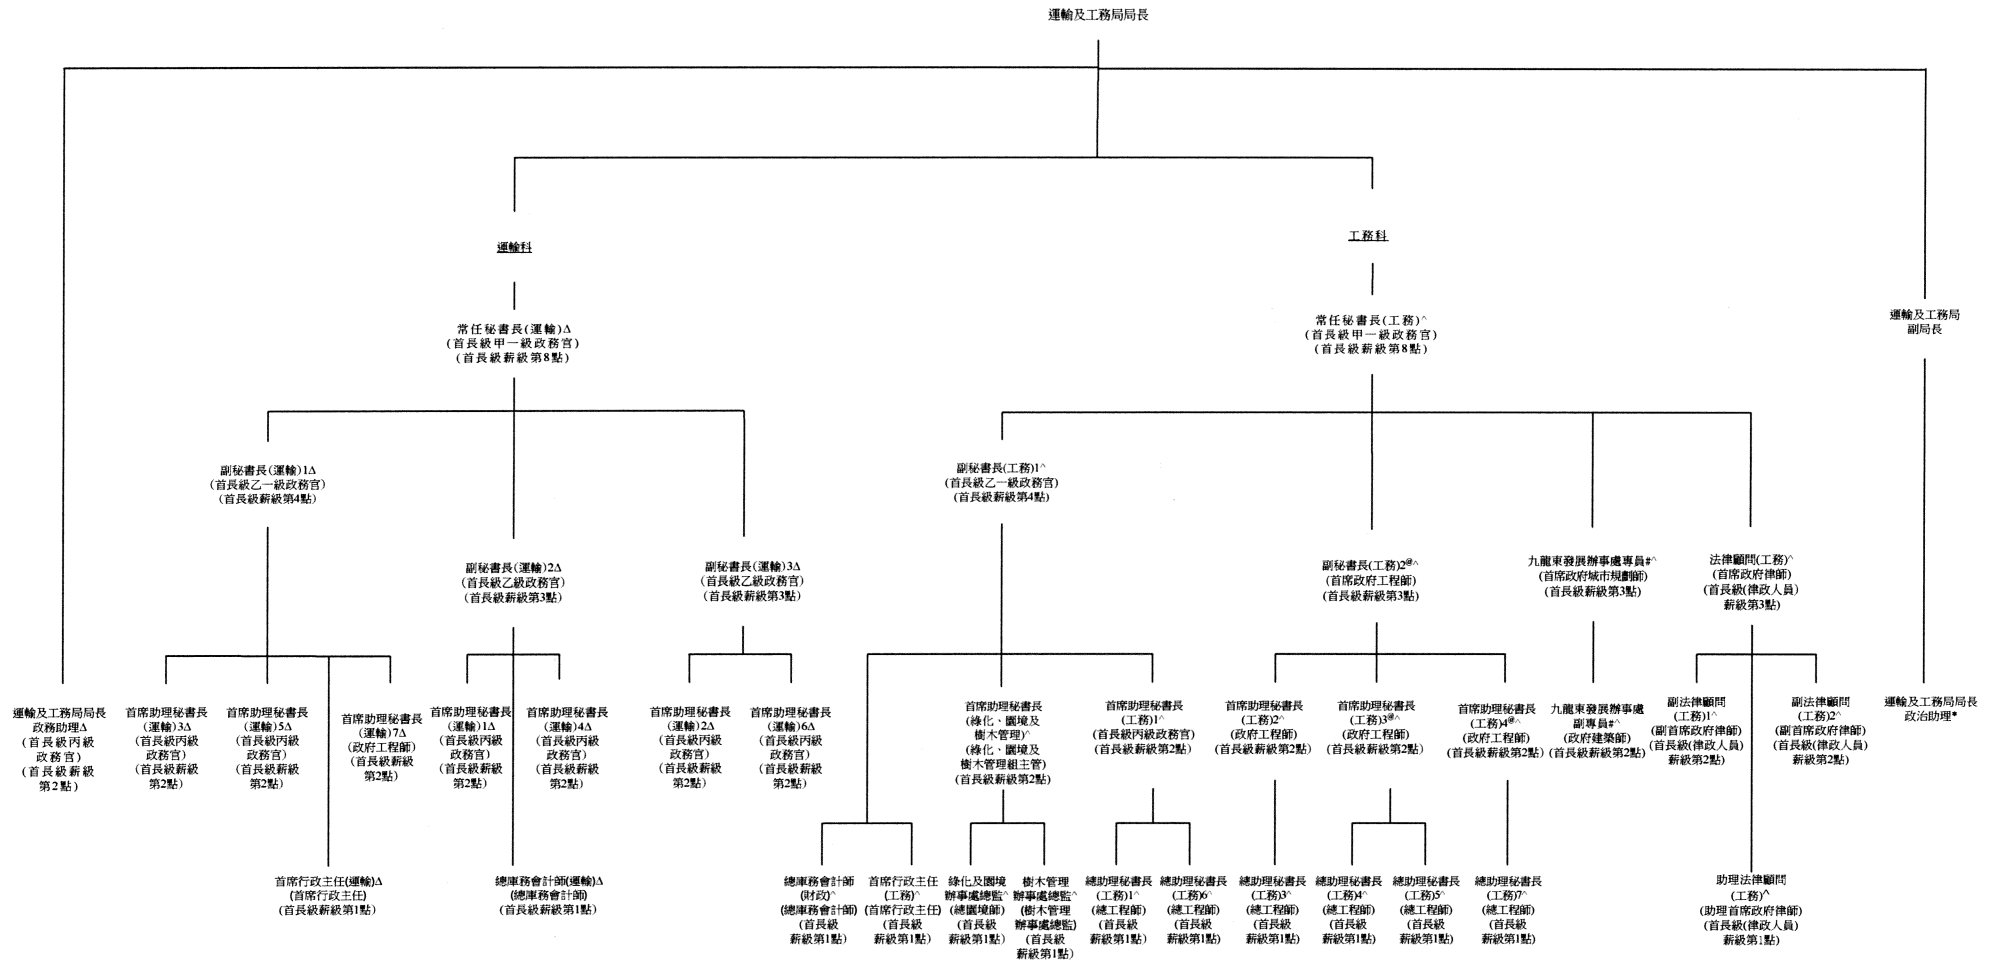 運輸及工務局局長
運輸科
工務科
常任秘書長(運輸)Δ
(首長級甲一級政務官)
(首長級薪級第8點)
常任秘書長(工務)^
(首長級甲一級政務官)
(首長級薪級第8點)
運輸及工務局
副局長
副秘書長(運輸)1Δ
(首長級乙一級政務官)
(首長級薪級第4點)
副秘書長(工務)1^
(首長級乙一級政務官)
(首長級薪級第4點)
副秘書長(運輸)2Δ
(首長級乙級政務官)
(首長級薪級第3點)
副秘書長(運輸)3Δ
(首長級乙級政務官)
(首長級薪級第3點)
副秘書長(工務)2@^
(首席政府工程師)
(首長級薪級第3點)
九龍東發展辦事處專員#^
(首席政府城市規劃師)
(首長級薪級第3點)
法律顧問(工務)^
(首席政府律師)
(首長級(律政人員)
薪級第3點)
運輸及工務局局長
政務助理Δ
(首長級丙級
政務官)
(首長級薪級
第2點)
首席助理秘書長
(運輸)3Δ
(首長級丙級
政務官)
(首長級薪級
第2點)
首席助理秘書長
(運輸)5Δ
(首長級丙級
政務官)
(首長級薪級
第2點)
首席助理秘書長
(運輸)7Δ
(政府工程師)
(首長級薪級
第2點)
首席助理秘書長
(運輸)1Δ
(首長級丙級
政務官)
(首長級薪級
第2點)
首席助理秘書長
(運輸)4Δ
(首長級丙級
政務官)
(首長級薪級
第2點)
首席助理秘書長
(運輸)2Δ
(首長級丙級
政務官)
(首長級薪級
第2點)
首席助理秘書長
(運輸)6Δ
(首長級丙級
政務官)
(首長級薪級
第2點)
首席助理秘書長
(綠化、園境及
樹木管理)^
(綠化、園境及
樹木管理組主管)
(首長級薪級第2點)
首席助理秘書長
(工務)1^
(首長級丙級政務官)
(首長級薪級第2點)
首席助理秘書長
(工務)2^
(政府工程師)
(首長級薪級第2點)
首席助理秘書長
(工務)3@^
(政府工程師)
(首長級薪級第2點)
首席助理秘書長
(工務)4@^
(政府工程師)
(首長級薪級第2點)
九龍東發展辦事處
副專員#^
(政府建築師)
(首長級薪級第2點)
副法律顧問
(工務)1^
(副首席政府律師)
(首長級(律政人員)
薪級第2點)
副法律顧問
(工務)2^
(副首席政府律師)
(首長級(律政人員)
薪級第2點)
運輸及工務局局長
政治助理*
首席行政主任(運輸)Δ
(首席行政主任)
(首長級薪級第1點)
總庫務會計師(運輸)Δ
(總庫務會計師)
(首長級薪級第1點)
總庫務會計師
(財政)^
(總庫務會計師)
(首長級
薪級第1點)
首席行政主任
(工務)^
(首席行政主任)
(首長級
薪級第1點)
綠化及園境
辦事處總監^
(總園境師)
(首長級
薪級第1點)
樹木管理
辦事處總監^
(樹木管理
辦事處總監)
(首長級
薪級第1點)
總助理秘書長
(工務)1^
(總工程師)
(首長級
薪級第1點)
總助理秘書長
(工務)6^
(總工程師)
(首長級
薪級第1點)
總助理秘書長
(工務)3^
(總工程師)
(首長級
薪級第1點)
總助理秘書長
(工務)4^
(總工程師)
(首長級
薪級第1點)
總助理秘書長
(工務)5^
(總工程師)
(首長級
薪級第1點)
總助理秘書長
(工務)7^
(總工程師)
(首長級
薪級第1點)
助理法律顧問
(工務)^
(助理首席政府律師)
(首長級(律政人員)
薪級第1點)